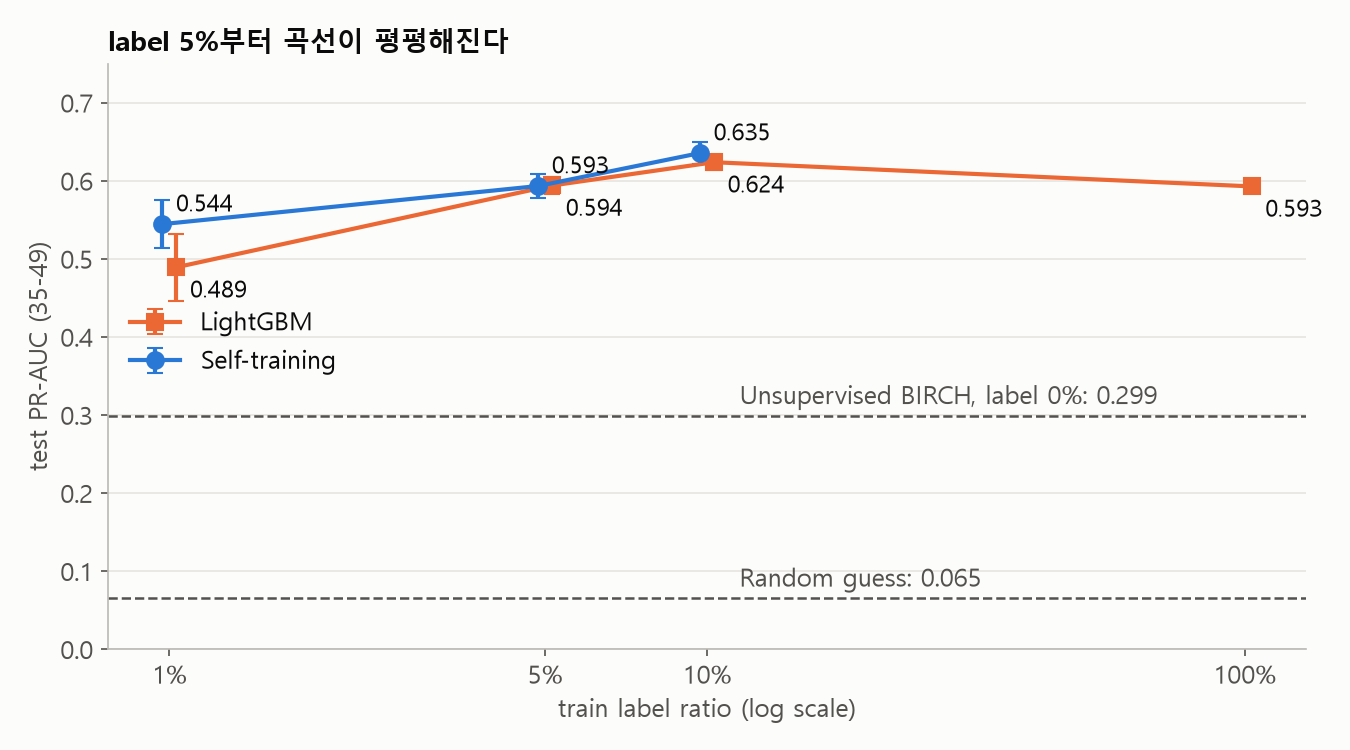 label 5%부터 곡선이 평평해진다
test PR-AUC (35-49)
0.7
0.6
0.5
0.4
0.3
0.2
0.1
0.0
0.544
0.489
0.593
0.594
0.635
0.624
0.593
LightGBM
Self-training
Unsupervised BIRCH, label 0%: 0.299
Random guess: 0.065
1%
5%
10%
100%
train label ratio (log scale)